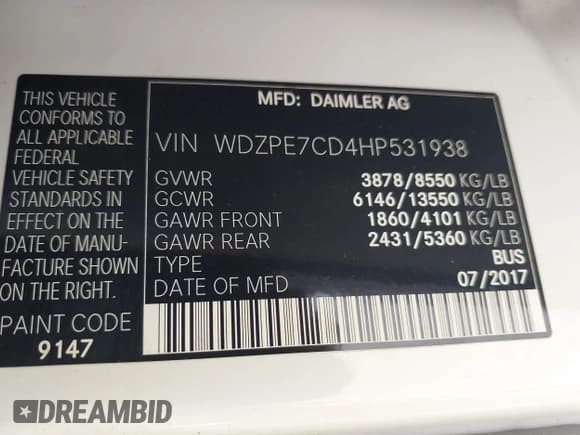 THIS VEHICLE
CONFORMS TO
ALL APPLICABLE
FEDERAL
VEHICLE SAFETY
STANDARDS IN
EFFECT ON THE
DATE OF MANU-
FACTURE SHOWN
ON THE RIGHT.
PAINT CODE
9147
MFD: DAIMLER AG
VIN WDZPE7CD4HP531938
GVWR 3878/8550 KG/LB
GCWR 6146/13550 KG/LB
GAWR FRONT 1860/4101 KG/LB
GAWR REAR 2431/5360 KG/LB
TYPE BUS
DATE OF MFD 07/2017
DREAMBID